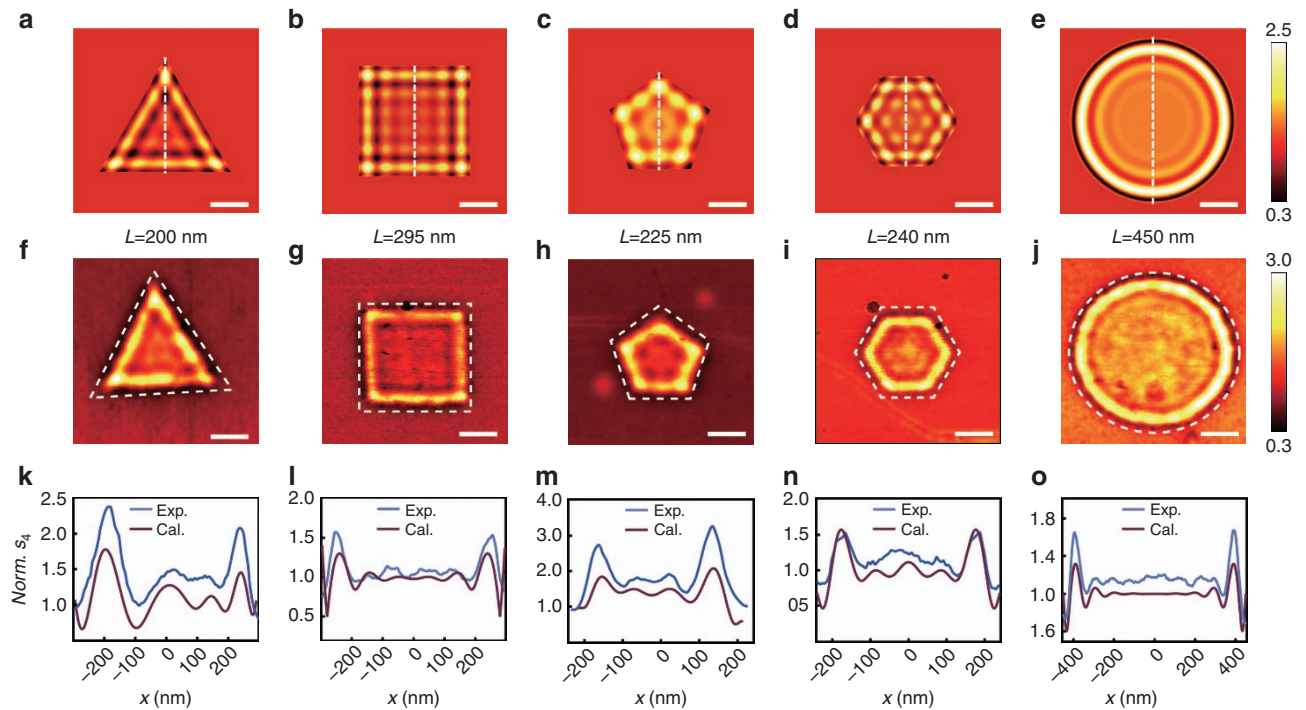 a b c d e
2.5
0.3
L=200 nm L=295 nm L=225 nm L=240 nm L=450 nm
f g h i j
3.0
0.3
k l m n o
2.5 2.0 4.0 2.0 1.8
2.0 1.5 3.0 1.5 1.4
1.5 1.0 2.0 1.0 1.0
1.0 0.5 1.0 05 1.6
Norm. s4
Exp. Exp. Exp. Exp. Exp.
Cal. Cal. Cal. Cal. Cal.
−200 −100 0 100 200 −200 −100 0 100 200 −200 −100 0 100 200 −200 −100 0 100 200 −400 −200 0 200 400
x (nm) x (nm) x (nm) x (nm) x (nm)